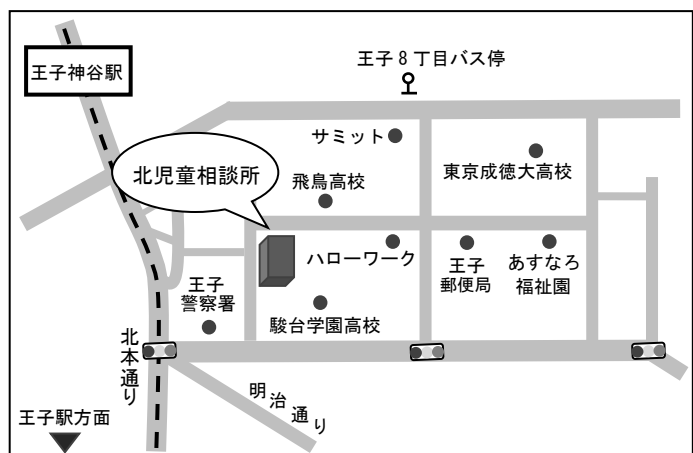 王子8丁目バス停
王子神谷駅
サミット
北児童相談所
飛鳥高校
東京成徳大高校
ハローワーク
王子
郵便局
あすなろ
福祉園
王子
警察署
駿台学園高校
北本通り
明治通り
王子駅方面